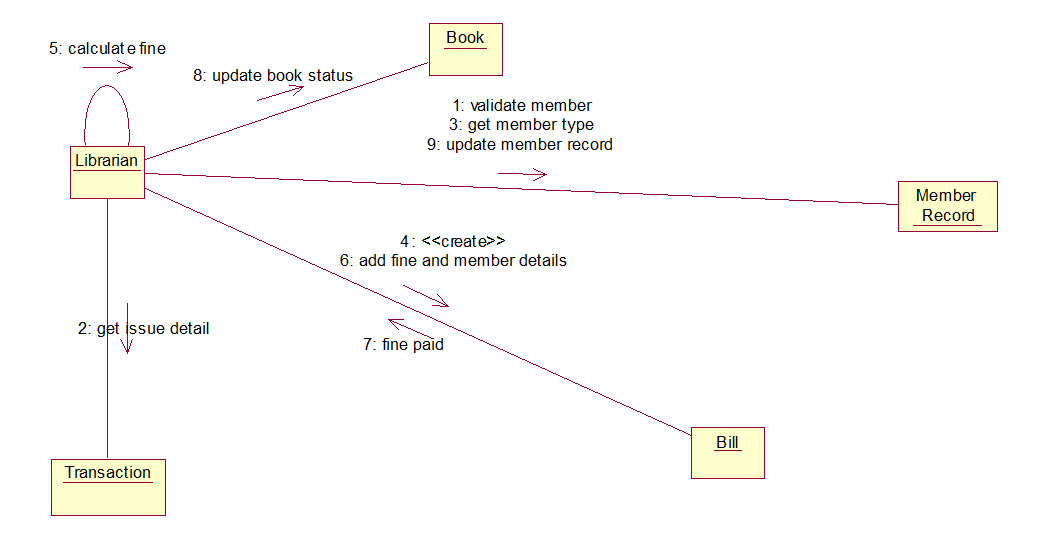 Book
5: calculate fine
8: update book status
1: validate member
3: get member type
9: update member record
Librarian
Member
Record
4: <<create>>
6: add fine and member details
2: get issue detail
7: fine paid
Bill
Transaction